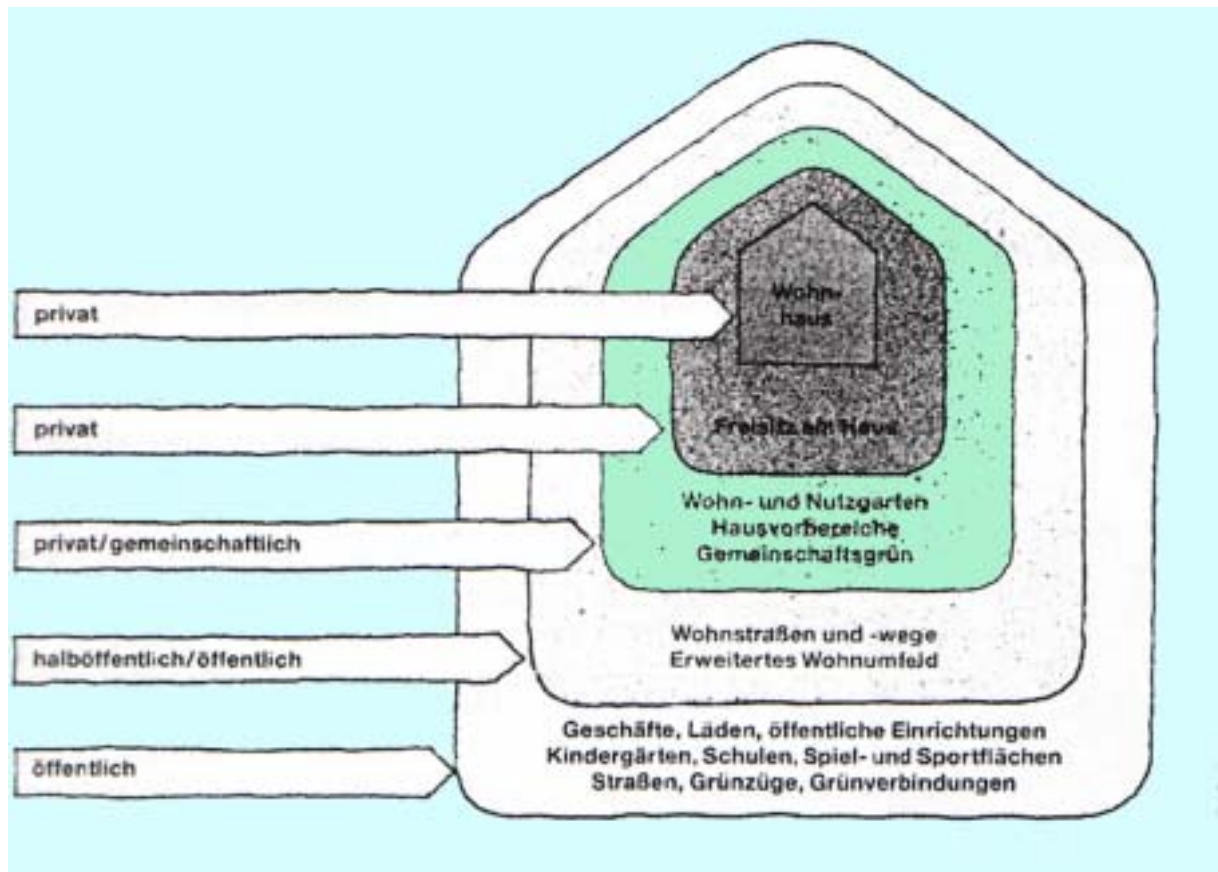 privat
Wohn-
haus
privat
Freisitz am Haus
privat/gemeinschaftlich
Wohn- und Nutzgarten
Hausvorbereiche
Gemeinschaftsgrün
halböffentlich/öffentlich
Wohnstraßen und -wege
Erweitertes Wohnumfeld
öffentlich
Geschäfte, Läden, öffentliche Einrichtungen
Kindergärten, Schulen, Spiel- und Sportflächen
Straßen, Grünzüge, Grünverbindungen